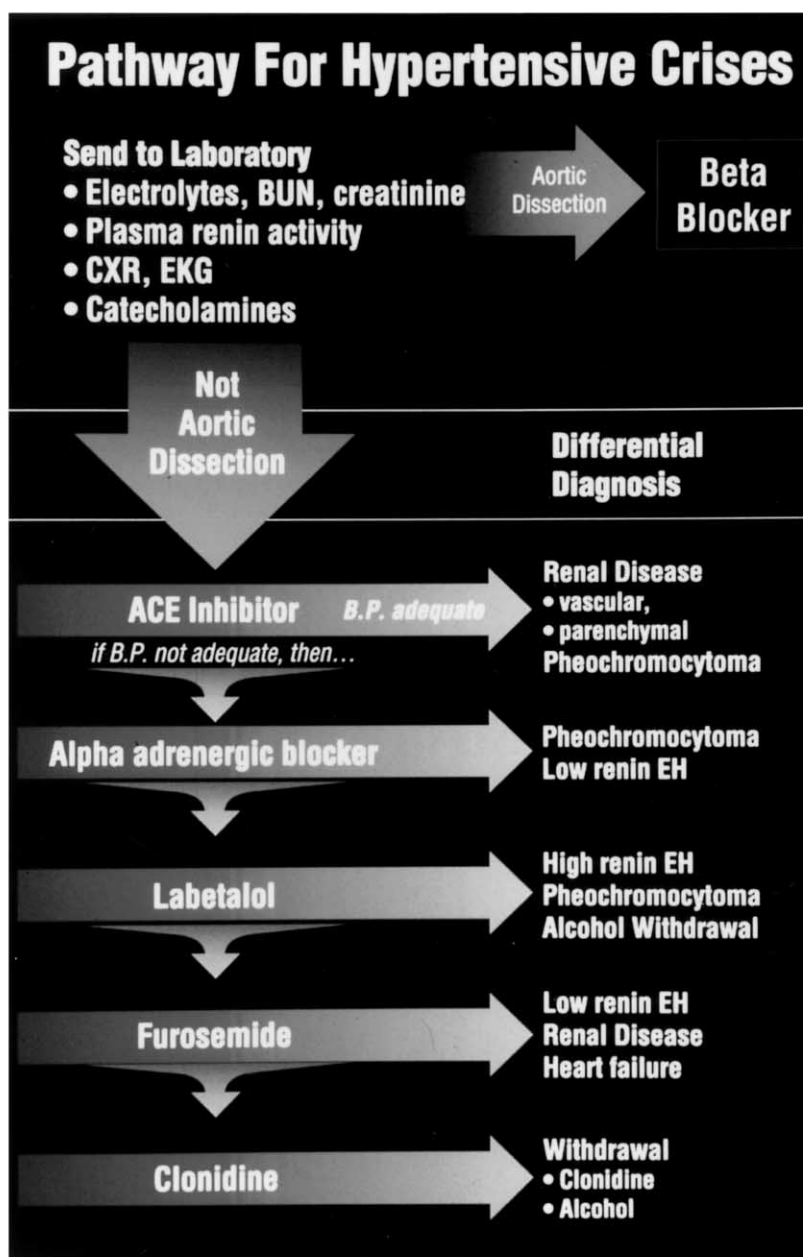 Pathway For Hypertensive Crises
Send to Laboratory
• Electrolytes, BUN, creatinine
• Plasma renin activity
• CXR, EKG
• Catecholamines
Aortic
Dissection
Beta
Blocker
Not
Aortic
Dissection
Differential
Diagnosis
ACE Inhibitor B.P. adequate
if B.P. not adequate, then...
Renal Disease
• vascular,
• parenchymal
Pheochromocytoma
Alpha adrenergic blocker
Pheochromocytoma
Low renin EH
Labetalol
High renin EH
Pheochromocytoma
Alcohol Withdrawal
Furosemide
Low renin EH
Renal Disease
Heart failure
Clonidine
Withdrawal
• Clonidine
• Alcohol